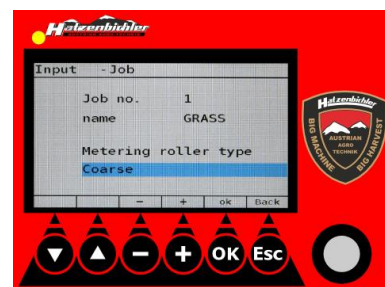 Hatzenbichler
Input - Job
Job no. 1
name GRASS
Metering roller type
Coarse
- + ok Back
- + OK Esc
Hatzenbichler
BIG MACHINE
AUSTRIAN
AGRO
TECHNIK
BIG HARVEST